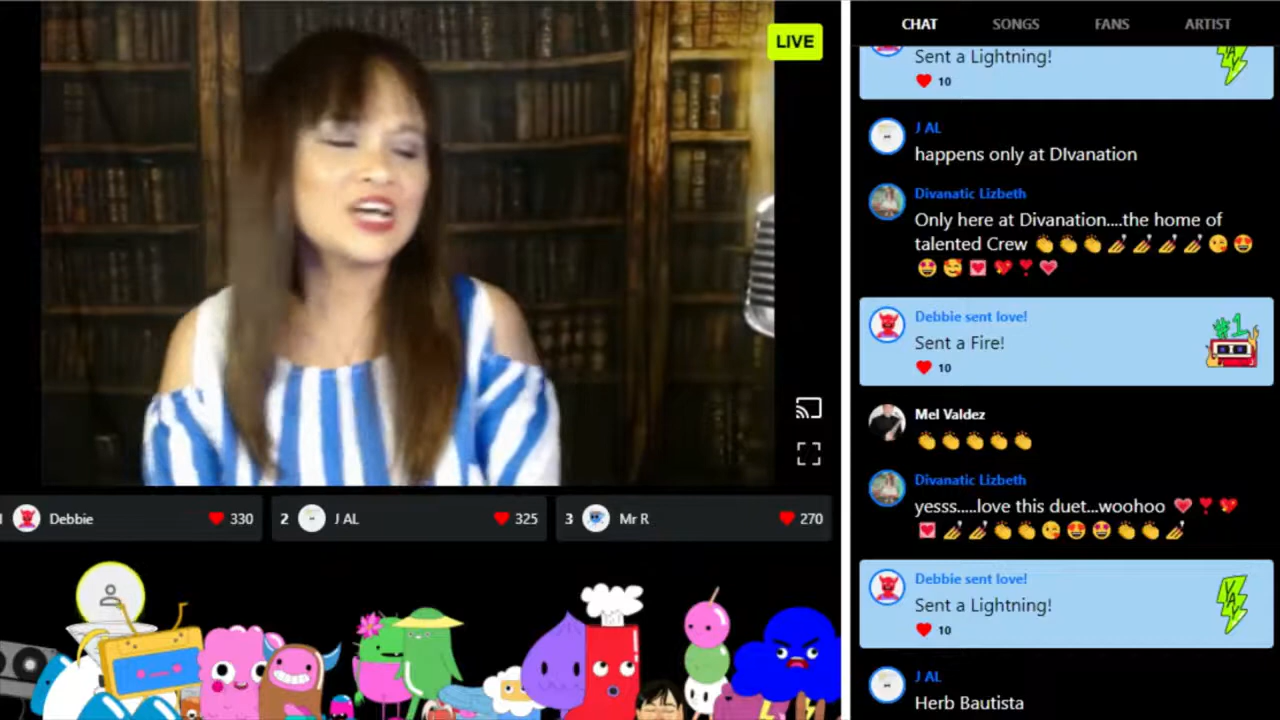 LIVE
Debbie
330
2
J AL
325
3
Mr R
270
CHAT
SONGS
FANS
ARTIST
Sent a Lightning!
10
J AL
happens only at DIvanation
Divanatic Lizbeth
Only here at Divanation....the home of
talented Crew 👏👏👏💅💅💅💅😘😍
😍🥰💟💖❣💗
Debbie sent love!
Sent a Fire!
10
#1
Mel Valdez
👏👏👏👏👏
Divanatic Lizbeth
yesss.....love this duet...woohoo 💗❣💖
💟💅💅👏👏😘😍😍👏👏💅
Debbie sent love!
Sent a Lightning!
10
J AL
Herb Bautista